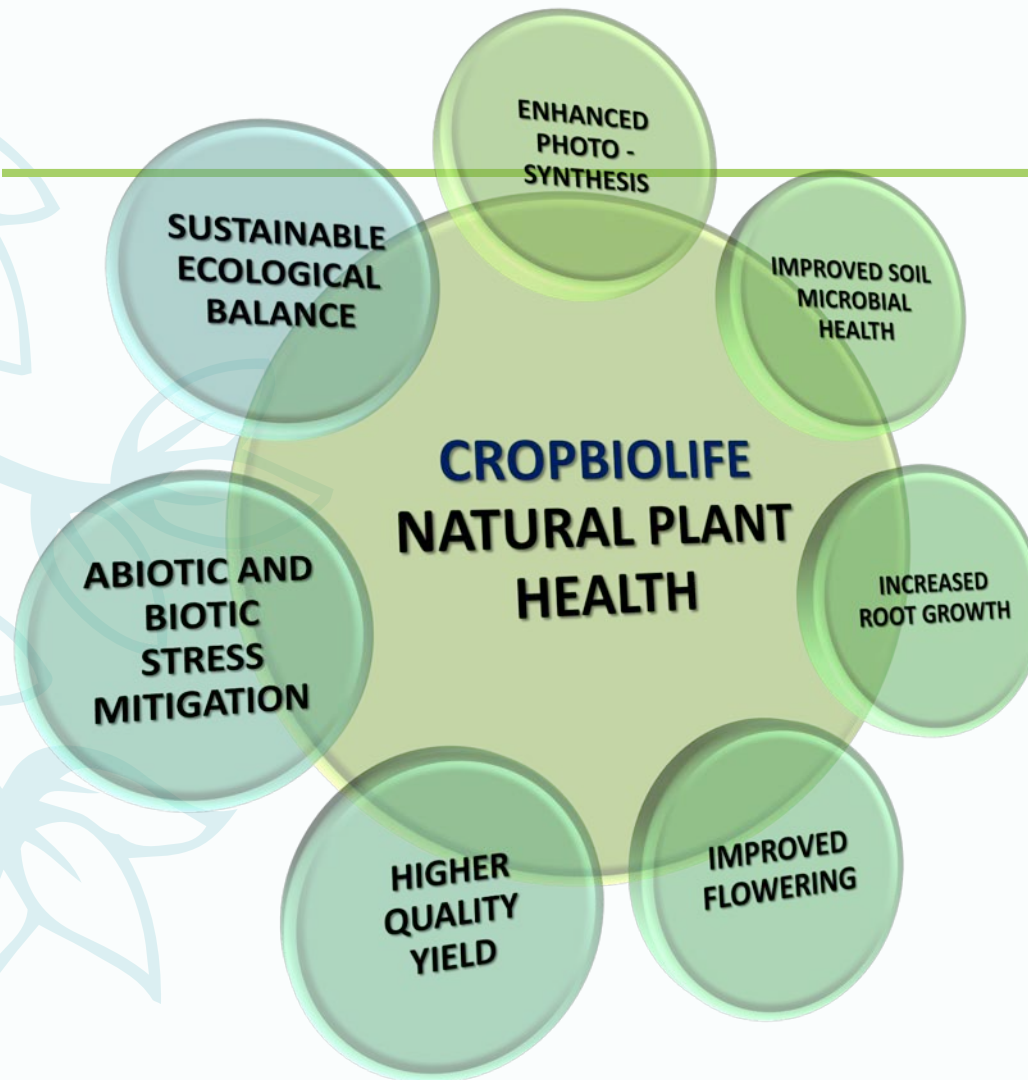 ENHANCED
PHOTO -
SYNTHESIS
IMPROVED SOIL
MICROBIAL
HEALTH
INCREASED
ROOT GROWTH
IMPROVED
FLOWERING
HIGHER
QUALITY
YIELD
ABIOTIC AND
BIOTIC
STRESS
MITIGATION
SUSTAINABLE
ECOLOGICAL
BALANCE
CROPBIOLIFE
NATURAL PLANT
HEALTH